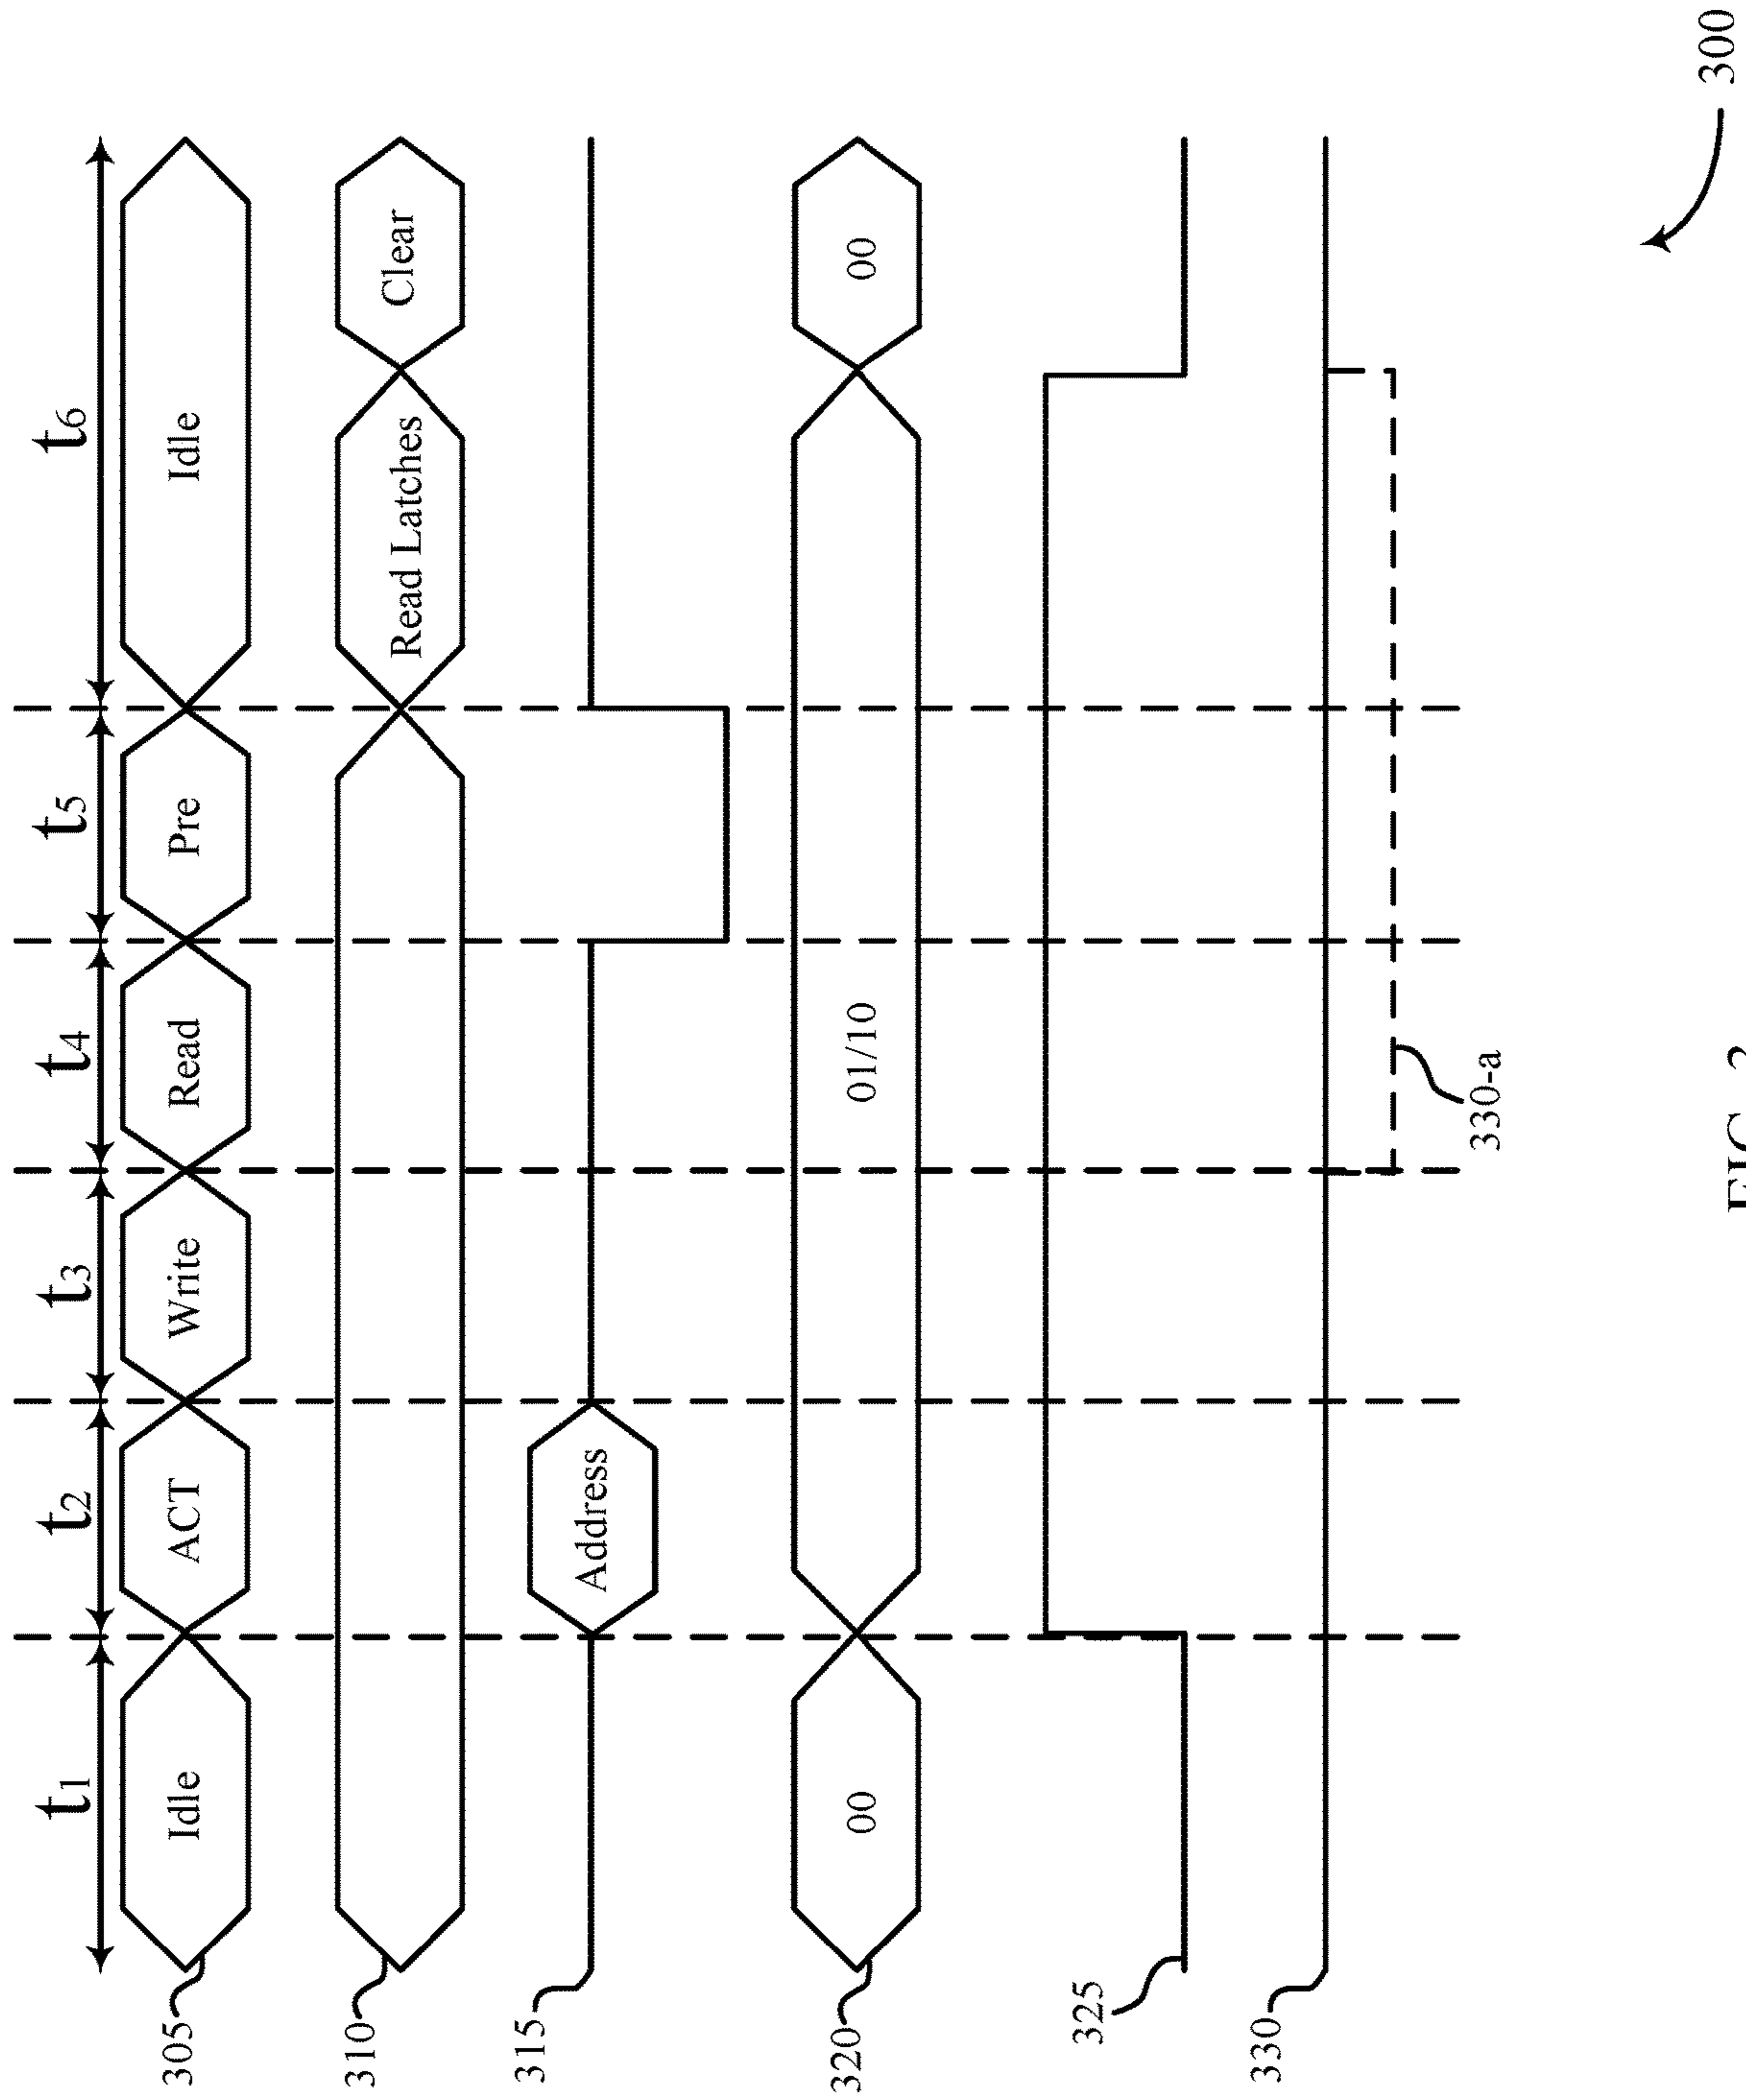 t1 t2 t3 t4 t5 t6
305 Idle ACT Write Read Pre Idle
310 Read Latches Clear
315 Address
320 00 01/10 00
325
330
330-a
300